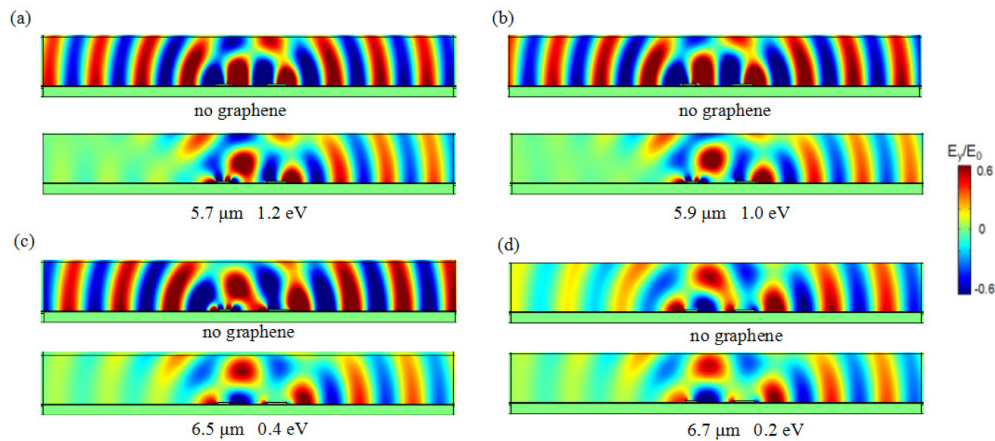 (a)
(b)
no graphene
no graphene
5.7 μm 1.2 eV
5.9 μm 1.0 eV
E_y/E_0
0.6
0
-0.6
(c)
(d)
no graphene
no graphene
6.5 μm 0.4 eV
6.7 μm 0.2 eV